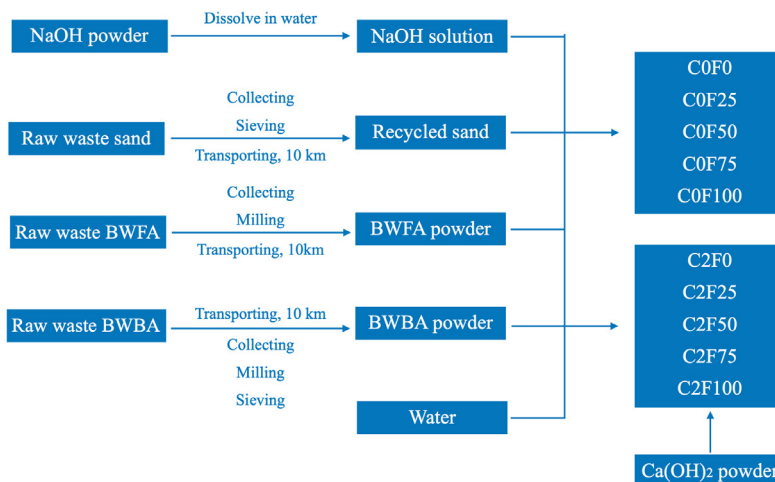 NaOH powder
Dissolve in water
NaOH solution
Raw waste sand
Collecting
Sieving
Transporting, 10 km
Recycled sand
Raw waste BWFA
Collecting
Milling
Transporting, 10km
BWFA powder
Raw waste BWBA
Transporting, 10 km
Collecting
Milling
Sieving
BWBA powder
Water
C0F0
C0F25
C0F50
C0F75
C0F100
C2F0
C2F25
C2F50
C2F75
C2F100
Ca(OH)₂ powder